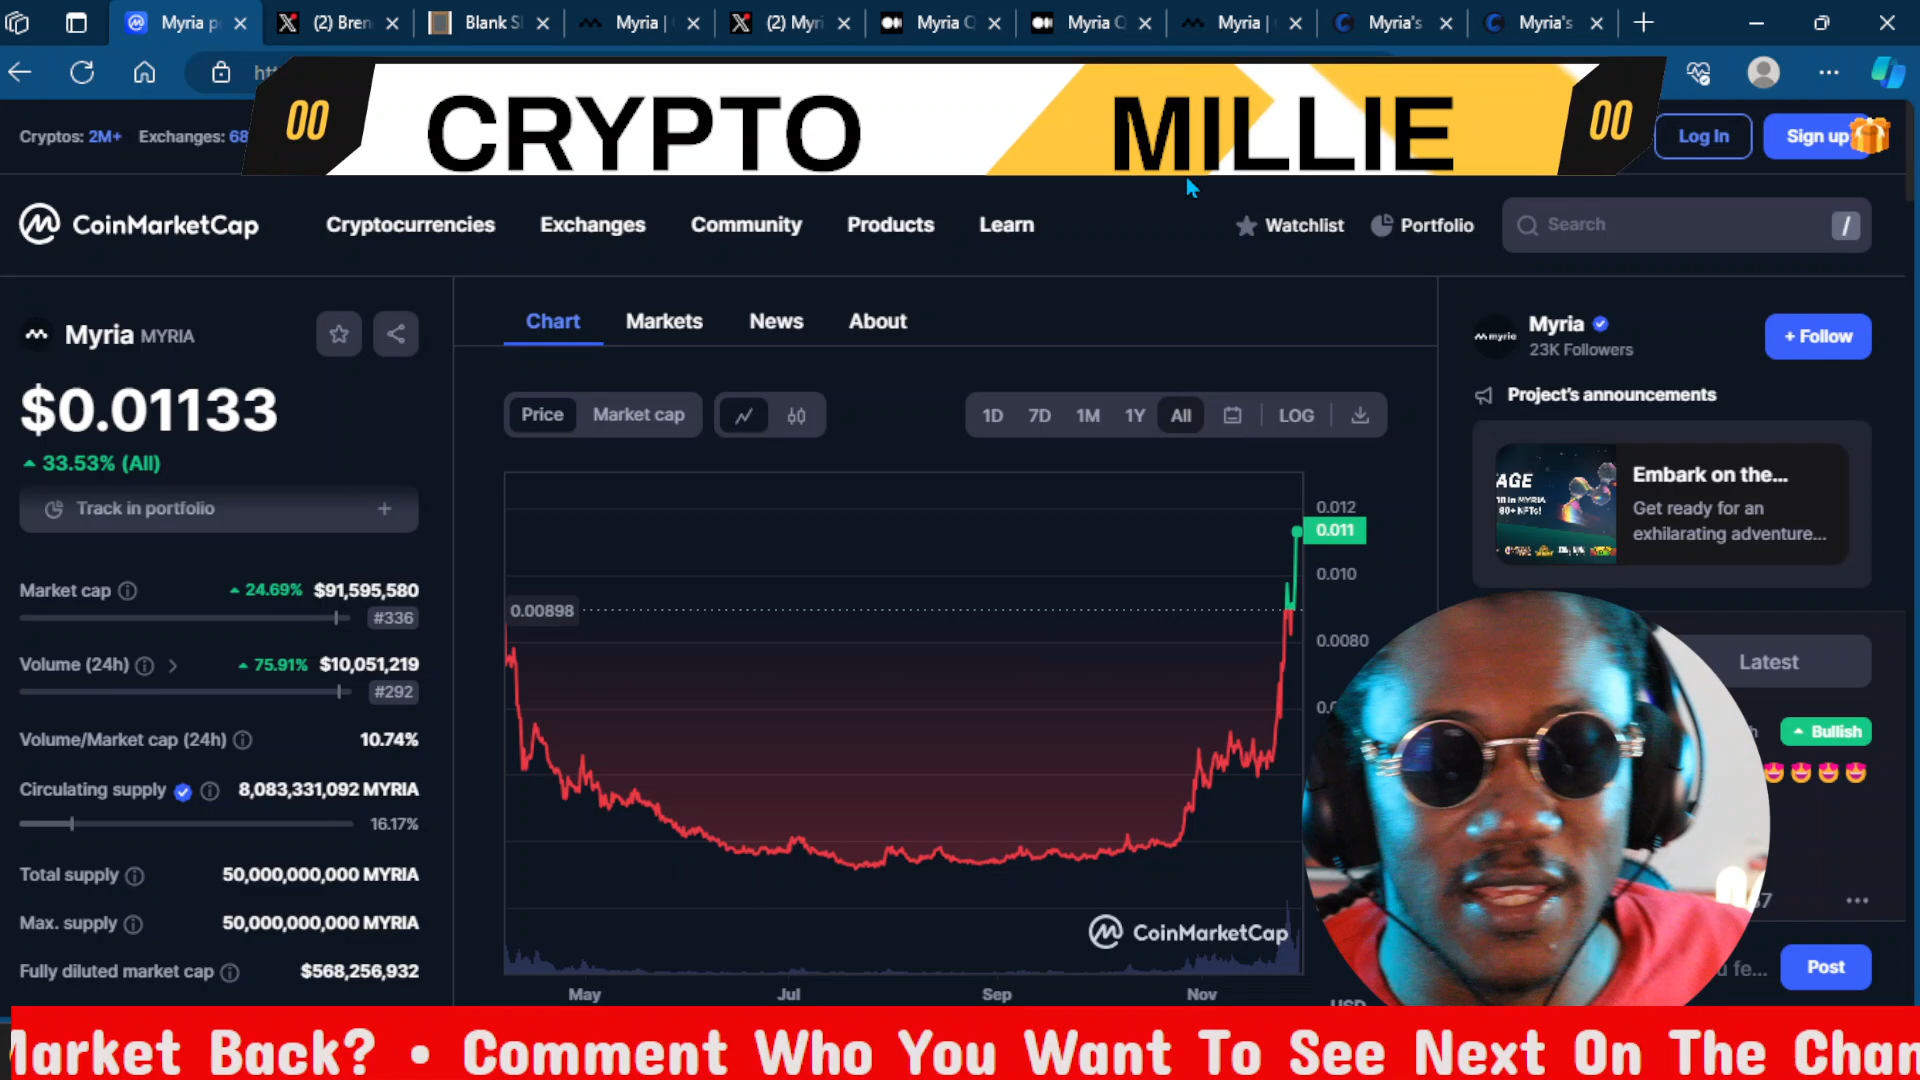 Myria p
(2) Bren
Blank S
Myria |
(2) Myri
Myria Q
Myria Q
Myria |
Myria's
Myria's
CRYPTO MILLIE
00
00
Cryptos: 2M+ Exchanges: 68
Log In
Sign up
CoinMarketCap
Cryptocurrencies
Exchanges
Community
Products
Learn
Watchlist
Portfolio
Search
/
Myria MYRIA
$0.01133
33.53% (All)
Track in portfolio +
Market cap 24.69% $91,595,580
#336
Volume (24h) 75.91% $10,051,219
#292
Volume/Market cap (24h) 10.74%
Circulating supply 8,083,331,092 MYRIA
16.17%
Total supply 50,000,000,000 MYRIA
Max. supply 50,000,000,000 MYRIA
Fully diluted market cap $568,256,932
Chart
Markets
News
About
Price
Market cap
1D 7D 1M 1Y All LOG
0.012
0.011
0.010
0.00898
0.0080
CoinMarketCap
May Jul Sep Nov
USD
Myria
23K Followers
+ Follow
Project's announcements
Embark on the...
Get ready for an
exhilarating adventure...
Latest
Bullish
Post
Market Back? • Comment Who You Want To See Next On The Chan